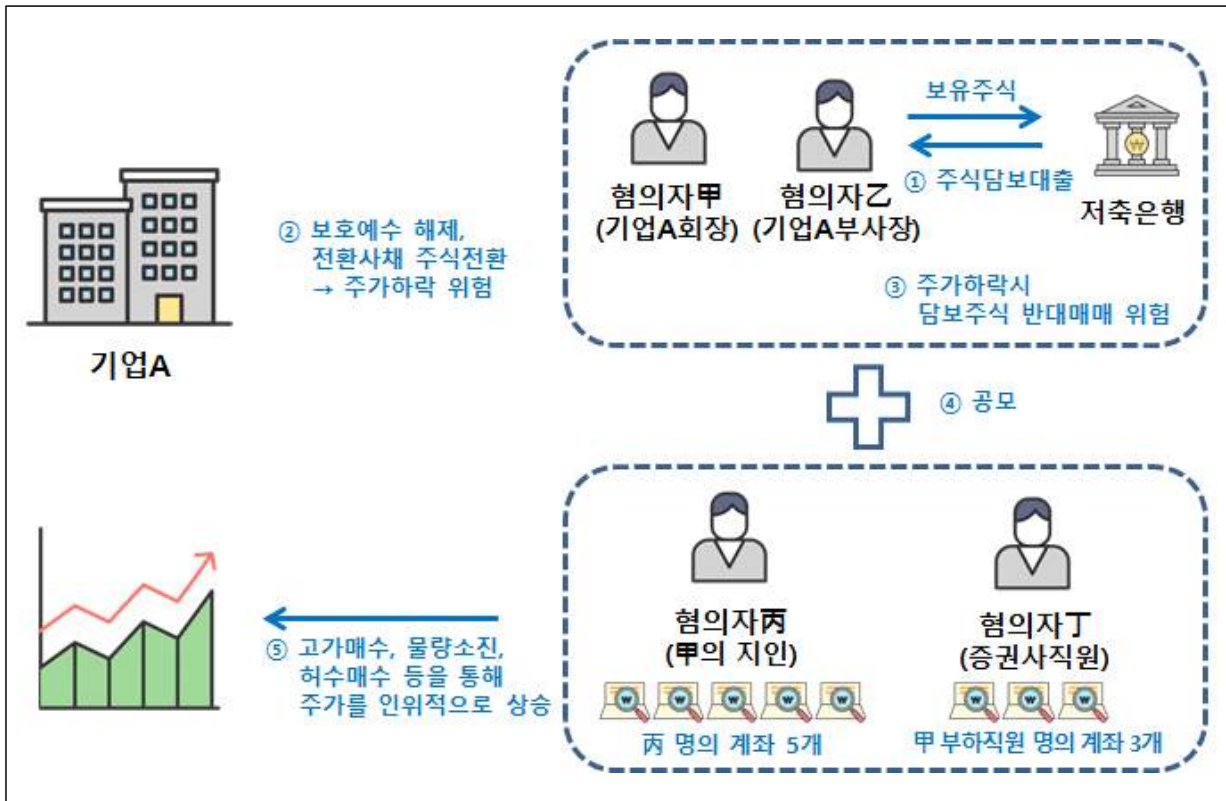 보유주식
① 주식담보대출
혐의자甲
(기업A회장)
혐의자乙
(기업A부사장)
저축은행
② 보호예수 해제,
전환사채 주식전환
→ 주가하락 위험
③ 주가하락시
담보주식 반대매매 위험
기업A
④ 공모
혐의자丙
(甲의 지인)
혐의자丁
(증권사직원)
⑤ 고가매수, 물량소진,
허수매수 등을 통해
주가를 인위적으로 상승
丙 명의 계좌 5개
甲 부하직원 명의 계좌 3개